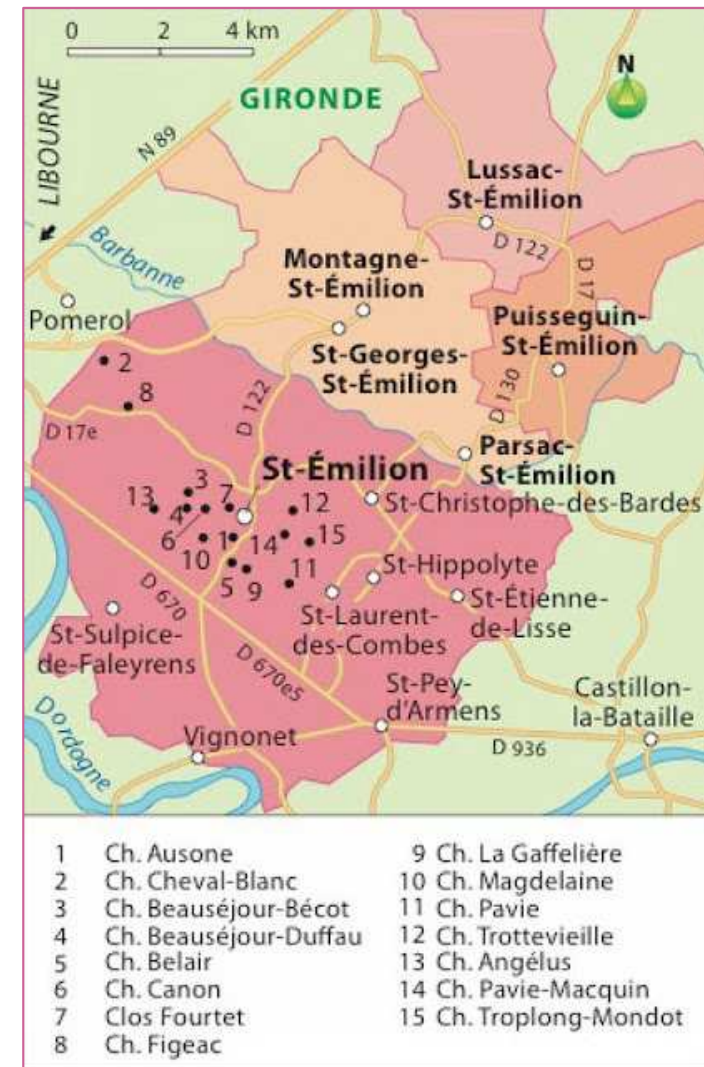 0 2 4 km
N
GIRONDE
LIBOURNE
N 89
Lussac-
St-Émilion
D 122
Barbanne
Montagne-
St-Émilion
D 17
Pomerol
Puisseguin-
St-Émilion
St-Georges-
St-Émilion
2
8
D 122
D 130
D 17e
Parsac-
St-Émilion
St-Émilion
3
13
4
7
12
St-Christophe-des-Bardes
6
10
1
14
15
St-Hippolyte
5
9
11
D 670
St-Étienne-
de-Lisse
St-Laurent-
des-Combes
St-Sulpice-
de-Faleyrens
D 670e5
St-Pey-
d'Armens
Castillon-
la-Bataille
Dordogne
Vignonet
D 936
1 Ch. Ausone
2 Ch. Cheval-Blanc
3 Ch. Beauséjour-Bécot
4 Ch. Beauséjour-Duffau
5 Ch. Belair
6 Ch. Canon
7 Clos Fourtet
8 Ch. Figeac
9 Ch. La Gaffelière
10 Ch. Magdelaine
11 Ch. Pavie
12 Ch. Trottevieille
13 Ch. Angélus
14 Ch. Pavie-Macquin
15 Ch. Troplong-Mondot